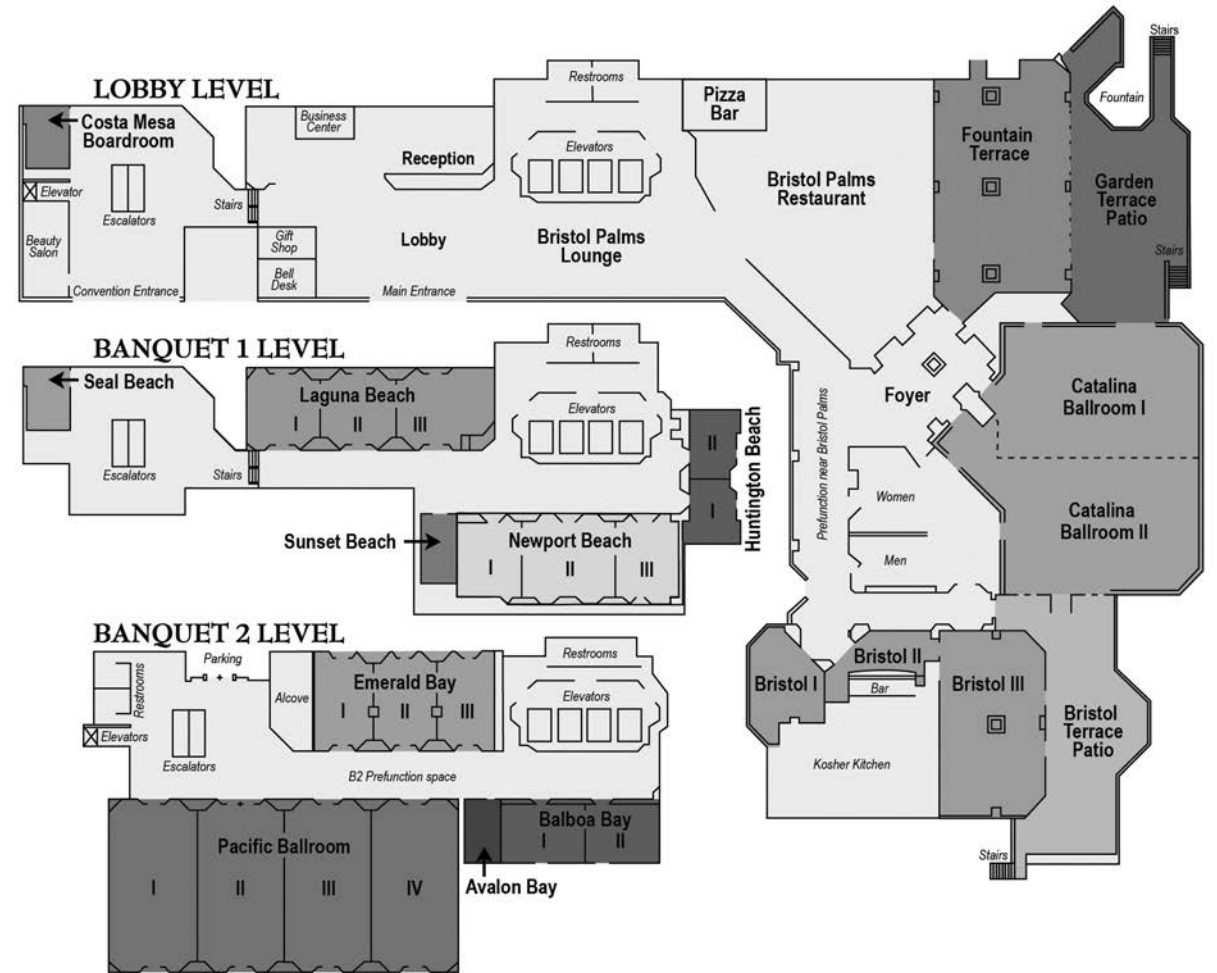 LOBBY LEVEL
Costa Mesa
Boardroom
Elevator
Escalators
Beauty
Salon
Convention Entrance
Stairs
Business
Center
Reception
Gift
Shop
Bell
Desk
Lobby
Main Entrance
Restrooms
Elevators
Bristol Palms
Lounge
Pizza
Bar
Bristol Palms
Restaurant
Fountain
Terrace
Stairs
Fountain
Garden
Terrace
Patio
Stairs
Foyer
Catalina
Ballroom I
Catalina
Ballroom II
Prefunction near Bristol Palms
Women
Men
Bristol I
Bristol II
Bar
Bristol III
Kosher Kitchen
Bristol
Terrace
Patio
Stairs
BANQUET 1 LEVEL
Seal Beach
Escalators
Stairs
Laguna Beach
I II III
Restrooms
Elevators
Huntington Beach
II
I
Sunset Beach
Newport Beach
I II III
BANQUET 2 LEVEL
Restrooms
Parking
Elevators
Escalators
Alcove
Emerald Bay
I II III
Restrooms
Elevators
B2 Prefunction space
Pacific Ballroom
I II III IV
Balboa Bay
I II
Avalon Bay